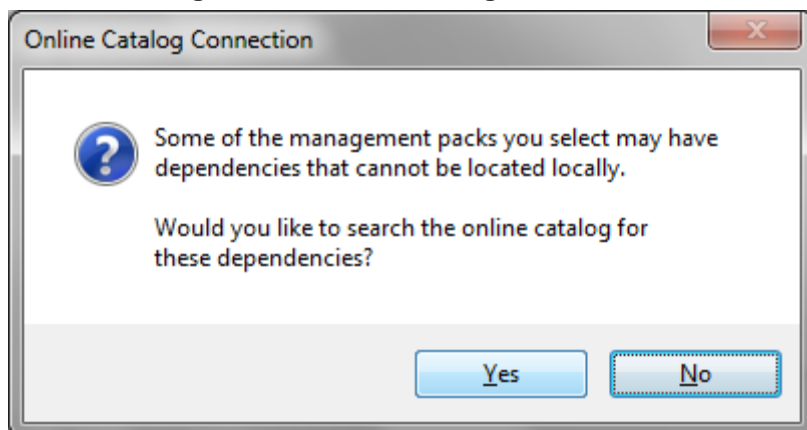 Online Catalog Connection
Some of the management packs you select may have
dependencies that cannot be located locally.
Would you like to search the online catalog for
these dependencies?
Yes
No